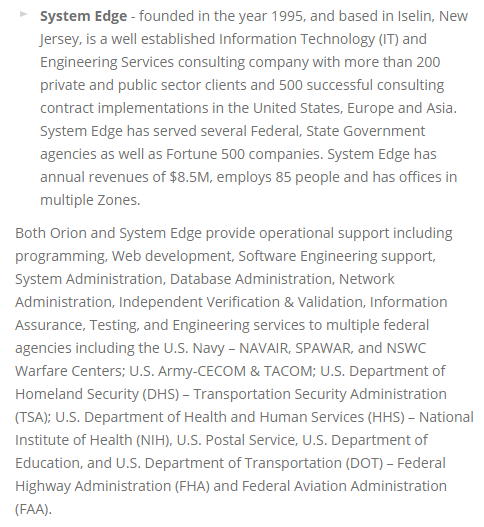 System Edge - founded in the year 1995, and based in Iselin, New
Jersey, is a well established Information Technology (IT) and
Engineering Services consulting company with more than 200
private and public sector clients and 500 successful consulting
contract implementations in the United States, Europe and Asia.
System Edge has served several Federal, State Government
agencies as well as Fortune 500 companies. System Edge has
annual revenues of $8.5M, employs 85 people and has offices in
multiple Zones.
Both Orion and System Edge provide operational support including
programming, Web development, Software Engineering support,
System Administration, Database Administration, Network
Administration, Independent Verification & Validation, Information
Assurance, Testing, and Engineering services to multiple federal
agencies including the U.S. Navy – NAVAIR, SPAWAR, and NSWC
Warfare Centers; U.S. Army-CECOM & TACOM; U.S. Department of
Homeland Security (DHS) – Transportation Security Administration
(TSA); U.S. Department of Health and Human Services (HHS) – National
Institute of Health (NIH), U.S. Postal Service, U.S. Department of
Education, and U.S. Department of Transportation (DOT) – Federal
Highway Administration (FHA) and Federal Aviation Administration
(FAA).